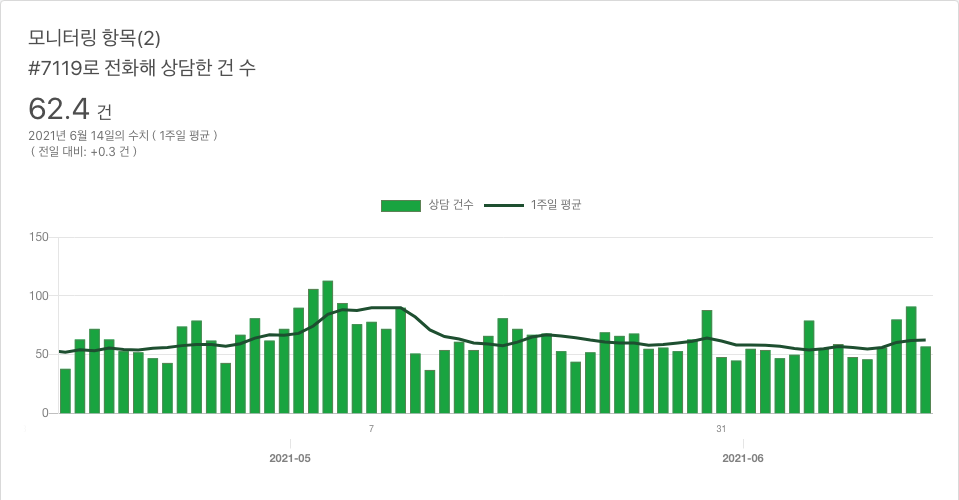 모니터링 항목(2)
#7119로 전화해 상담한 건 수
62.4 건
2021년 6월 14일의 수치 ( 1주일 평균 )
( 전일 대비: +0.3 건 )
상담 건수 1주일 평균
150
100
50
0
7 31
2021-05 2021-06